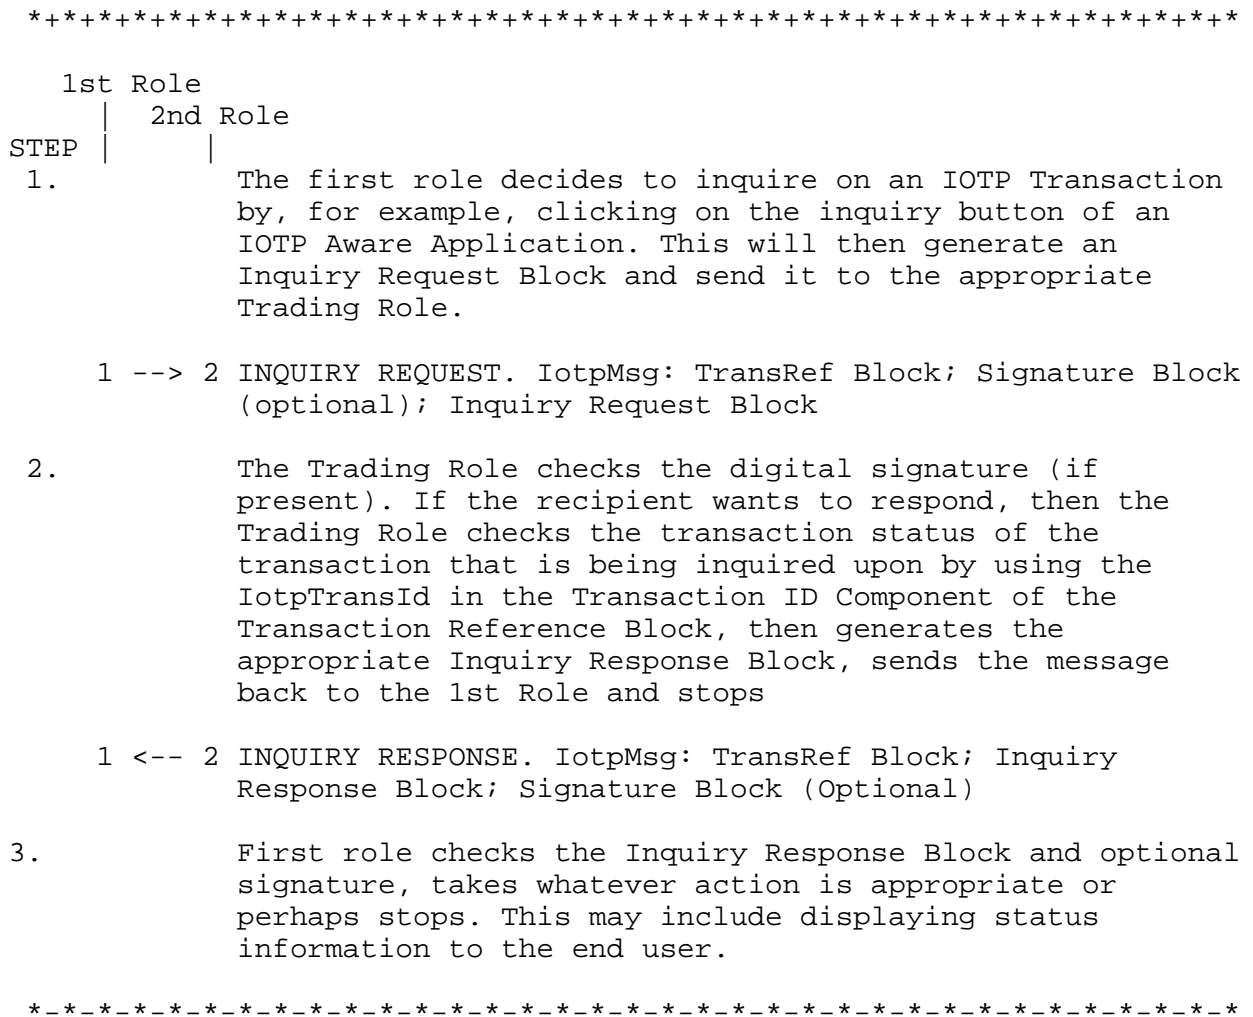 *+*+*+*+*+*+*+*+*+*+*+*+*+*+*+*+*+*+*+*+*+*+*+*+*+*+*+*+*+*+*+*+*+*+*
1st Role
| 2nd Role
STEP | |
1. The first role decides to inquire on an IOTP Transaction
by, for example, clicking on the inquiry button of an
IOTP Aware Application. This will then generate an
Inquiry Request Block and send it to the appropriate
Trading Role.
1 --> 2 INQUIRY REQUEST. IotpMsg: TransRef Block; Signature Block
(optional); Inquiry Request Block
2. The Trading Role checks the digital signature (if
present). If the recipient wants to respond, then the
Trading Role checks the transaction status of the
transaction that is being inquired upon by using the
IotpTransId in the Transaction ID Component of the
Transaction Reference Block, then generates the
appropriate Inquiry Response Block, sends the message
back to the 1st Role and stops
1 <-- 2 INQUIRY RESPONSE. IotpMsg: TransRef Block; Inquiry
Response Block; Signature Block (Optional)
3. First role checks the Inquiry Response Block and optional
signature, takes whatever action is appropriate or
perhaps stops. This may include displaying status
information to the end user.
*-*-*-*-*-*-*-*-*-*-*-*-*-*-*-*-*-*-*-*-*-*-*-*-*-*-*-*-*-*-*-*-*-*-*